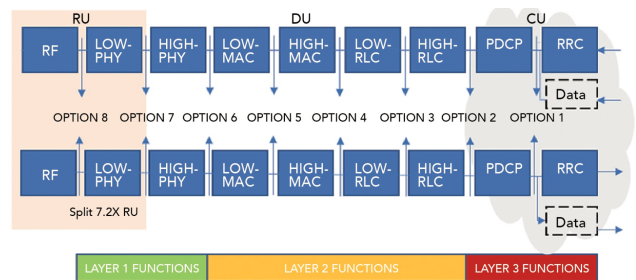 RU DU CU
RF LOW-PHY HIGH-PHY LOW-MAC HIGH-MAC LOW-RLC HIGH-RLC PDCP RRC
Data
OPTION 8 OPTION 7 OPTION 6 OPTION 5 OPTION 4 OPTION 3 OPTION 2 OPTION 1
RF LOW-PHY HIGH-PHY LOW-MAC HIGH-MAC LOW-RLC HIGH-RLC PDCP RRC
Split 7.2X RU
Data
LAYER 1 FUNCTIONS LAYER 2 FUNCTIONS LAYER 3 FUNCTIONS